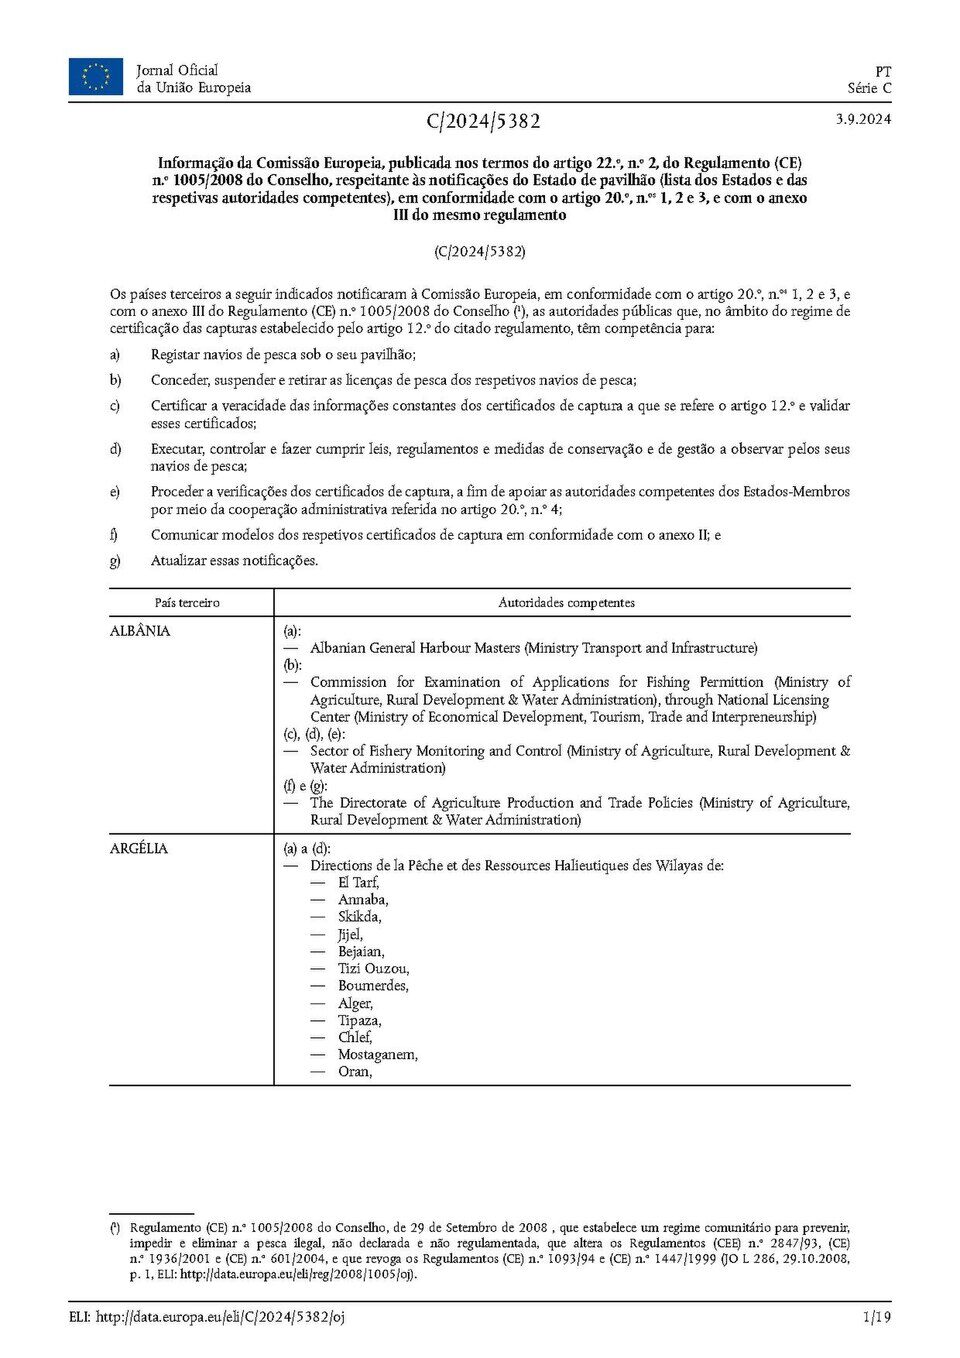 Jornal Oficial
da União Europeia
PT
Série C
C/2024/5382
3.9.2024
Informação da Comissão Europeia, publicada nos termos do artigo 22.º, n.º 2, do Regulamento (CE)
n.º 1005/2008 do Conselho, respeitante às notificações do Estado de pavilhão (lista dos Estados e das
respetivas autoridades competentes), em conformidade com o artigo 20.º, n.ºs 1, 2 e 3, e com o anexo
III do mesmo regulamento
(C/2024/5382)
Os países terceiros a seguir indicados notificaram à Comissão Europeia, em conformidade com o artigo 20.º, n.ºs 1, 2 e 3, e
com o anexo III do Regulamento (CE) n.º 1005/2008 do Conselho (¹), as autoridades públicas que, no âmbito do regime de
certificação das capturas estabelecido pelo artigo 12.º do citado regulamento, têm competência para:
a) Registar navios de pesca sob o seu pavilhão;
b) Conceder, suspender e retirar as licenças de pesca dos respetivos navios de pesca;
c) Certificar a veracidade das informações constantes dos certificados de captura a que se refere o artigo 12.º e validar
esses certificados;
d) Executar, controlar e fazer cumprir leis, regulamentos e medidas de conservação e de gestão a observar pelos seus
navios de pesca;
e) Proceder a verificações dos certificados de captura, a fim de apoiar as autoridades competentes dos Estados-Membros
por meio da cooperação administrativa referida no artigo 20.º, n.º 4;
f) Comunicar modelos dos respetivos certificados de captura em conformidade com o anexo II; e
g) Atualizar essas notificações.
País terceiro
Autoridades competentes
ALBÂNIA
(a):
— Albanian General Harbour Masters (Ministry Transport and Infrastructure)
(b):
— Commission for Examination of Applications for Fishing Permittion (Ministry of
Agriculture, Rural Development & Water Administration), through National Licensing
Center (Ministry of Economical Development, Tourism, Trade and Interpreneurship)
(c), (d), (e):
— Sector of Fishery Monitoring and Control (Ministry of Agriculture, Rural Development &
Water Administration)
(f) e (g):
— The Directorate of Agriculture Production and Trade Policies (Ministry of Agriculture,
Rural Development & Water Administration)
ARGÉLIA
(a) a (d):
— Directions de la Pêche et des Ressources Halieutiques des Wilayas de:
— El Tarf,
— Annaba,
— Skikda,
— Jijel,
— Bejaian,
— Tizi Ouzou,
— Boumerdes,
— Alger,
— Tipaza,
— Chlef,
— Mostaganem,
— Oran,
(¹) Regulamento (CE) n.º 1005/2008 do Conselho, de 29 de Setembro de 2008 , que estabelece um regime comunitário para prevenir,
impedir e eliminar a pesca ilegal, não declarada e não regulamentada, que altera os Regulamentos (CEE) n.º 2847/93, (CE)
n.º 1936/2001 e (CE) n.º 601/2004, e que revoga os Regulamentos (CE) n.º 1093/94 e (CE) n.º 1447/1999 (JO L 286, 29.10.2008,
p. 1, ELI: http://data.europa.eu/eli/reg/2008/1005/oj).
ELI: http://data.europa.eu/eli/C/2024/5382/oj
1/19